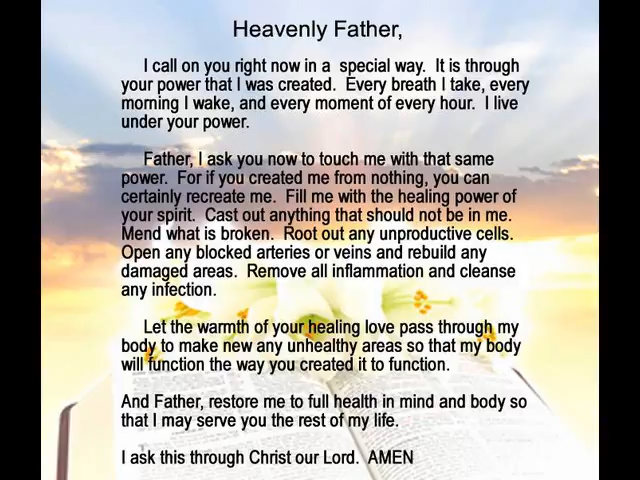 Heavenly Father,
I call on you right now in a special way. It is through
your power that I was created. Every breath I take, every
morning I wake, and every moment of every hour. I live
under your power.
Father, I ask you now to touch me with that same
power. For if you created me from nothing, you can
certainly recreate me. Fill me with the healing power of
your spirit. Cast out anything that should not be in me.
Mend what is broken. Root out any unproductive cells.
Open any blocked arteries or veins and rebuild any
damaged areas. Remove all inflammation and cleanse
any infection.
Let the warmth of your healing love pass through my
body to make new any unhealthy areas so that my body
will function the way you created it to function.
And Father, restore me to full health in mind and body so
that I may serve you the rest of my life.
I ask this through Christ our Lord. AMEN